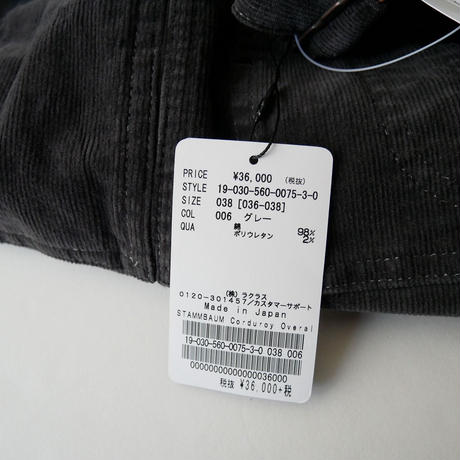 PRICE ¥36,000 (税抜)
STYLE 19-030-560-0075-3-0
SIZE 038 [036-038]
COL 006 グレー
QUA 綿 98%
ポリウレタン 2%
(株) ラクラス
0120-301457/カスタマーサポート
Made in Japan
STAMMBAUM Corduroy Overal
19-030-560-0075-3-0 038 006
0000000000000036000
税抜 ¥36,000+税